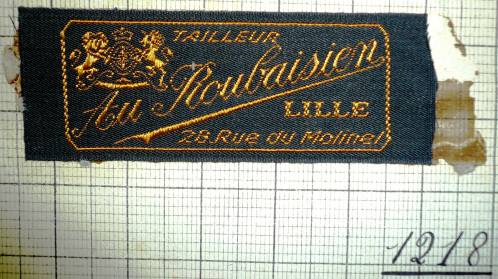 TAILLEUR
Au Roubaisien
LILLE
28.Rue du Molinel
1218